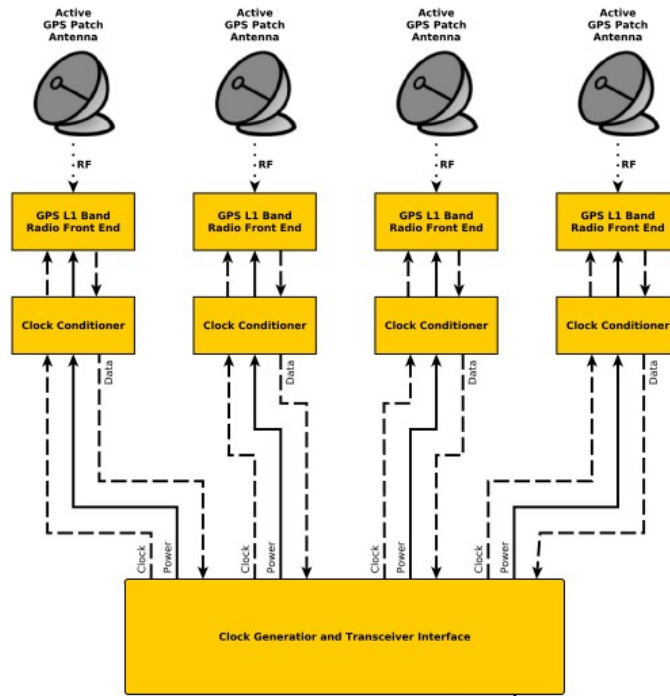 Active
GPS Patch
Antenna
Active
GPS Patch
Antenna
Active
GPS Patch
Antenna
Active
GPS Patch
Antenna
RF
RF
RF
RF
GPS L1 Band
Radio Front End
GPS L1 Band
Radio Front End
GPS L1 Band
Radio Front End
GPS L1 Band
Radio Front End
Clock Conditioner
Clock Conditioner
Clock Conditioner
Clock Conditioner
Data
Data
Data
Data
Clock
Power
Clock
Power
Clock
Power
Clock
Power
Clock Generatior and Transceiver Interface